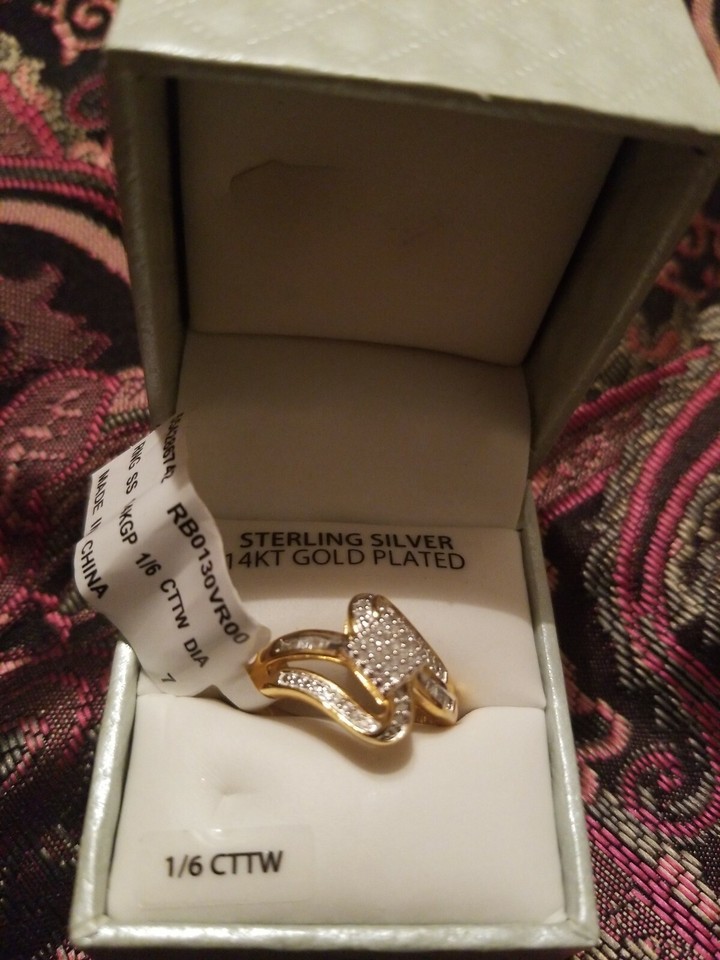 STERLING SILVER
14KT GOLD PLATED
RB0130VR00
RNG SS 14KGP 1/6 CTTW DIA
MADE IN CHINA
7
1/6 CTTW